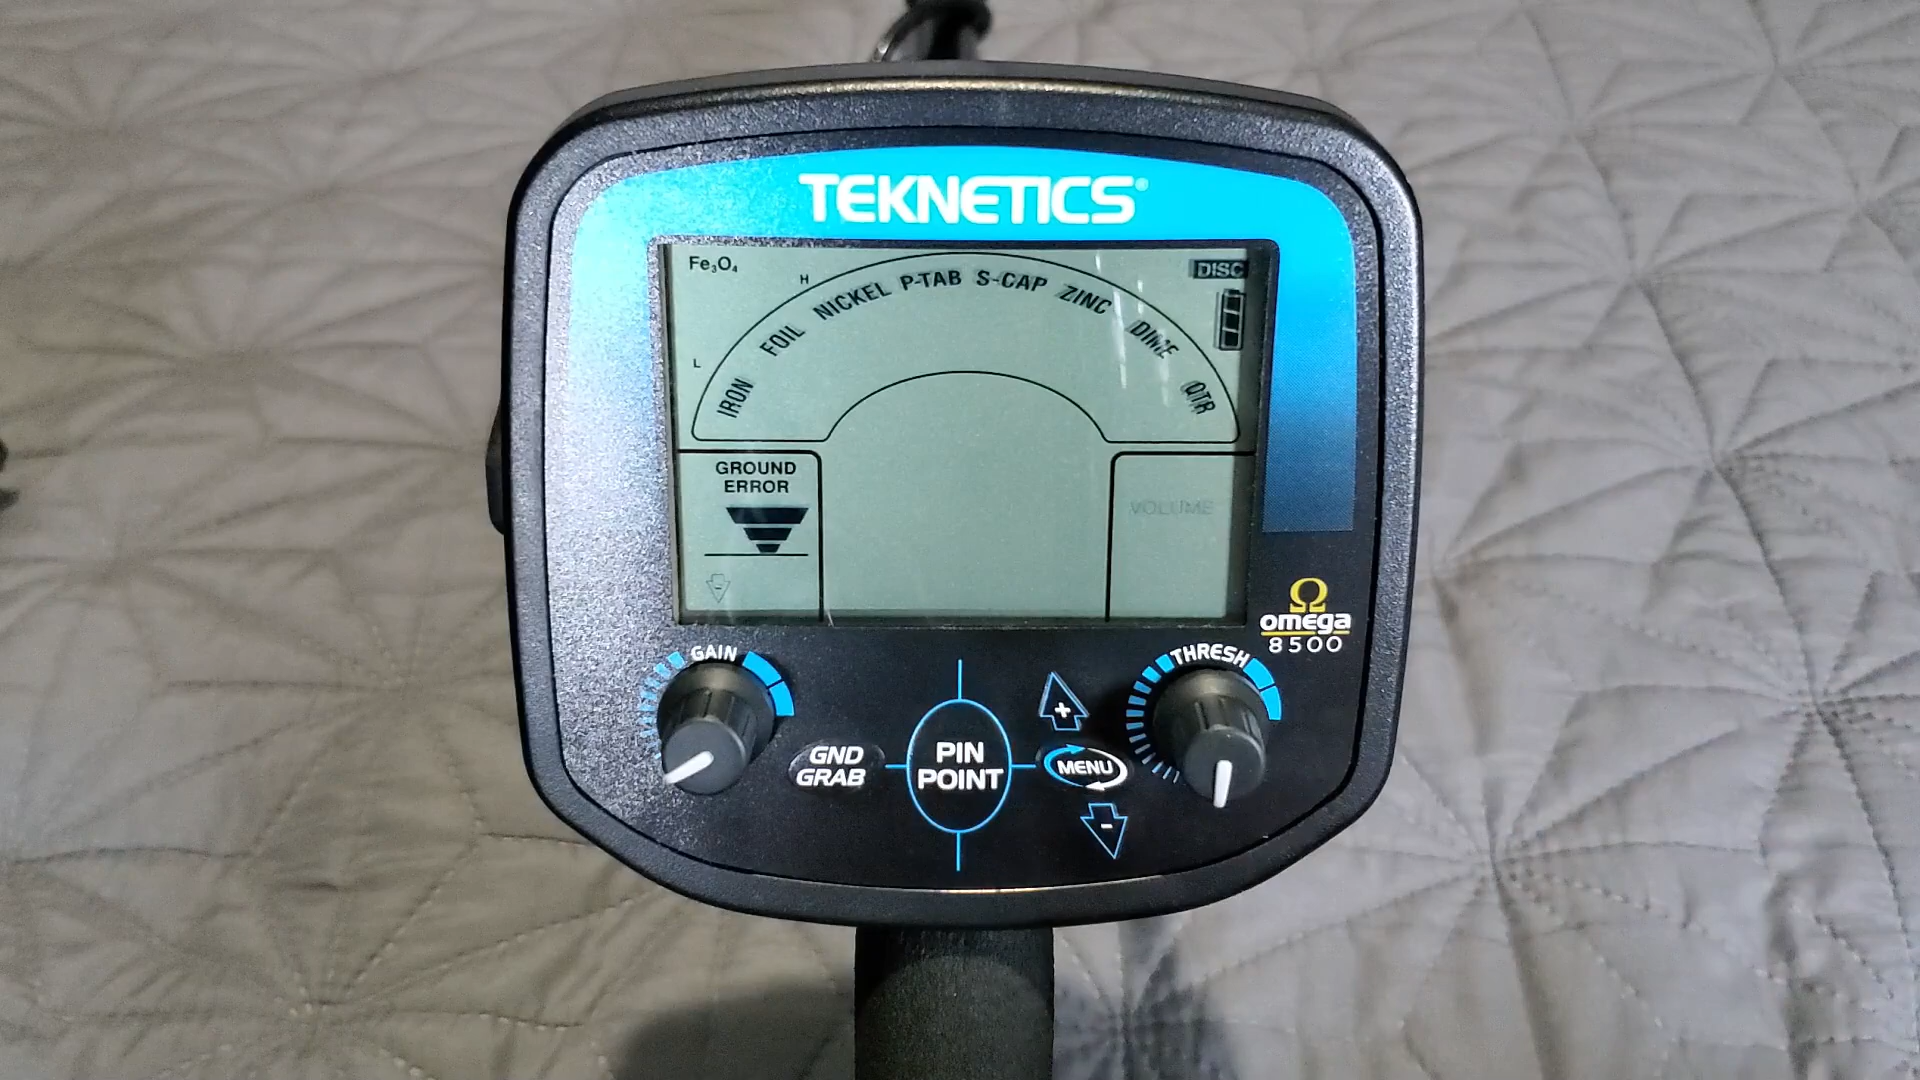 TEKNETICS®
Fe₃O₄
DISC
L
H
IRON
FOIL
NICKEL
P-TAB
S-CAP
ZINC
DIME
QTR
GROUND
ERROR
VOLUME
-
Ω
omega
8500
GAIN
THRESH
GND
GRAB
PIN
POINT
+
MENU
-